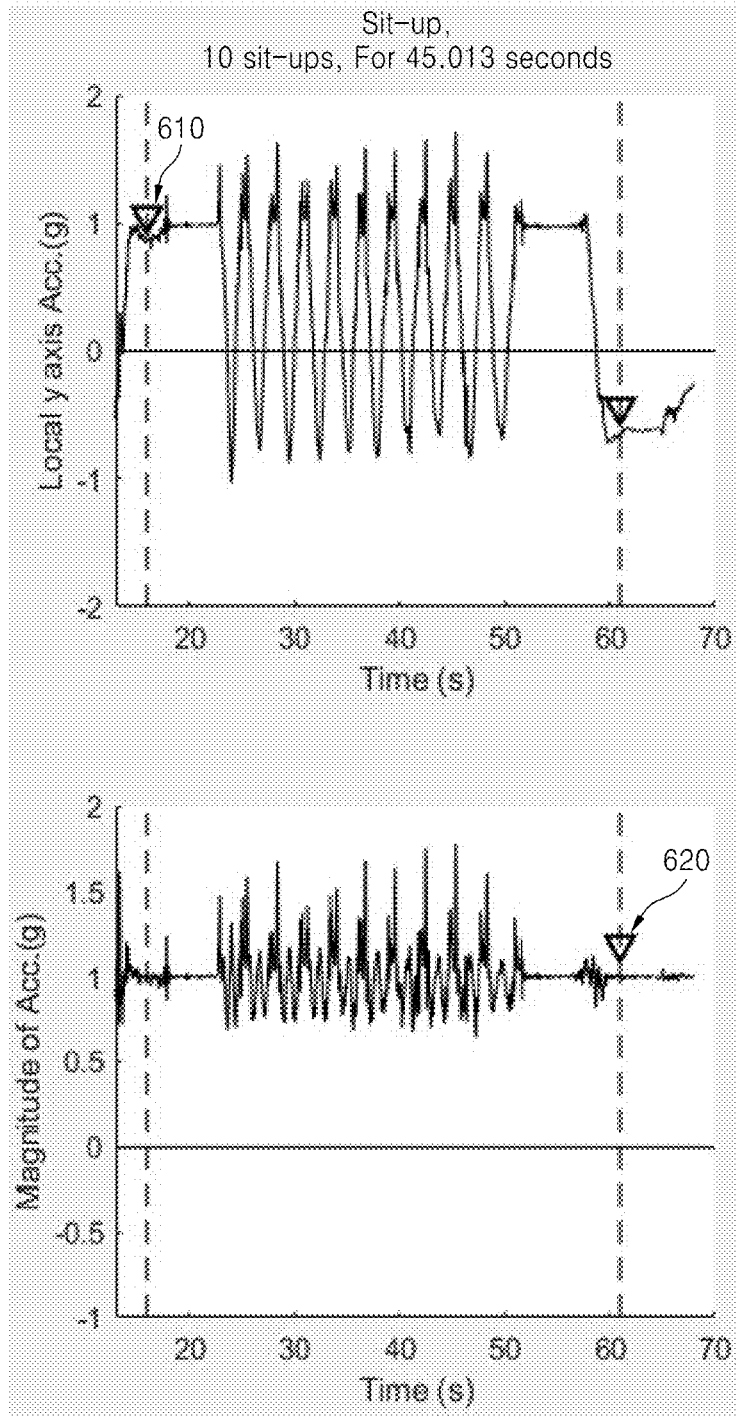 Sit-up,
10 sit-ups, For 45.013 seconds
2
610
1
0
-1
-2
Local y axis Acc.(g)
20 30 40 50 60 70
Time (s)
2
620
1.5
1
0.5
0
-0.5
-1
Magnitude of Acc.(g)
20 30 40 50 60 70
Time (s)